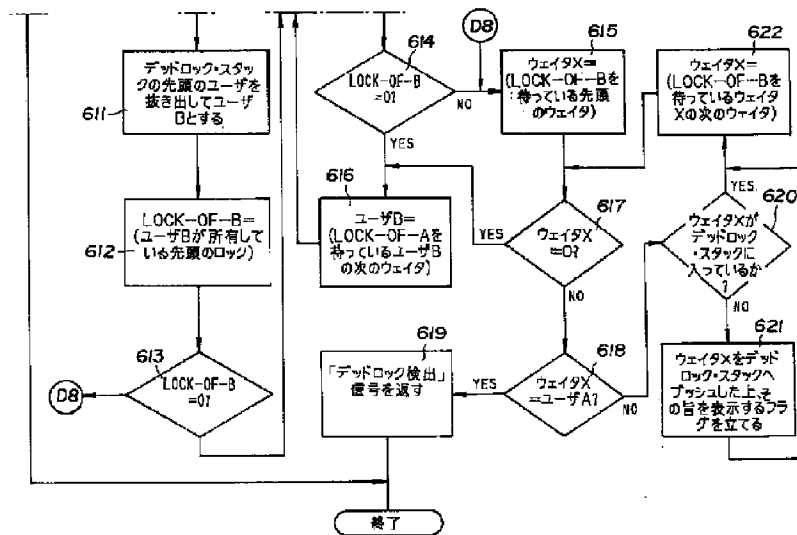 デッドロック・スタッ
クの先頭のユーザを
抜き出してユーザ
Bとする
611
LOCK-OF-B=
(ユーザBが所有して
いる先頭のロック)
612
613
LOCK-OF-B
=0?
D8
614
LOCK-OF-B
=0?
NO
YES
D8
615
ウェイタX=
(LOCK-OF-Bを
待っている先頭
のウェイタ)
616
ユーザB=
(LOCK-OF-Aを
待っているユーザB
の次のウェイタ)
617
ウェイタX
=0?
YES
NO
618
ウェイタX
=ユーザA?
YES
NO
619
「デッドロック検出」
信号を返す
622
ウェイタX=
(LOCK-OF-Bを
待っているウェイタ
Xの次のウェイタ)
YES
620
ウェイタXが
デッドロック
・スタックに
入っているか
?
NO
621
ウェイタXをデッド
ロック・スタックへ
プッシュした上、そ
の旨を表示するフラ
グを立てる
終了